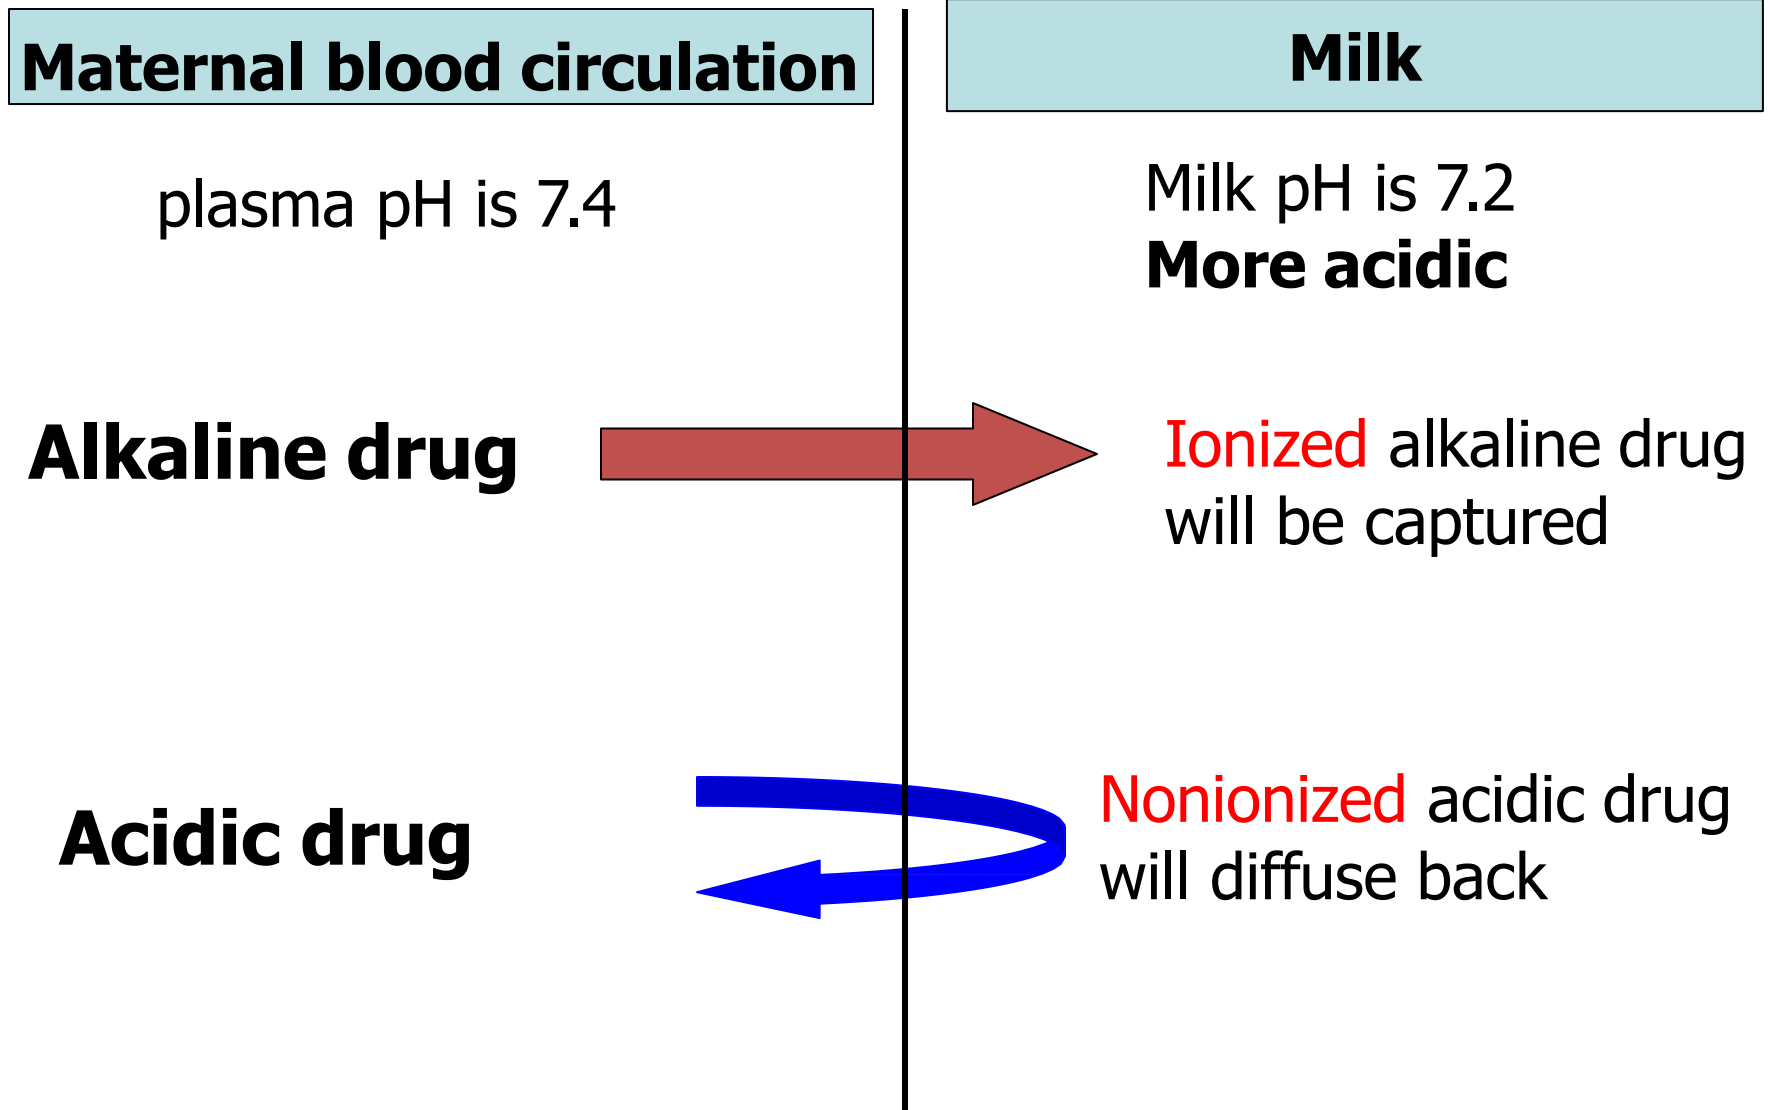 Maternal blood circulation
Milk
plasma pH is 7.4
Milk pH is 7.2
More acidic
Alkaline drug
Ionized alkaline drug
will be captured
Acidic drug
Nonionized acidic drug
will diffuse back